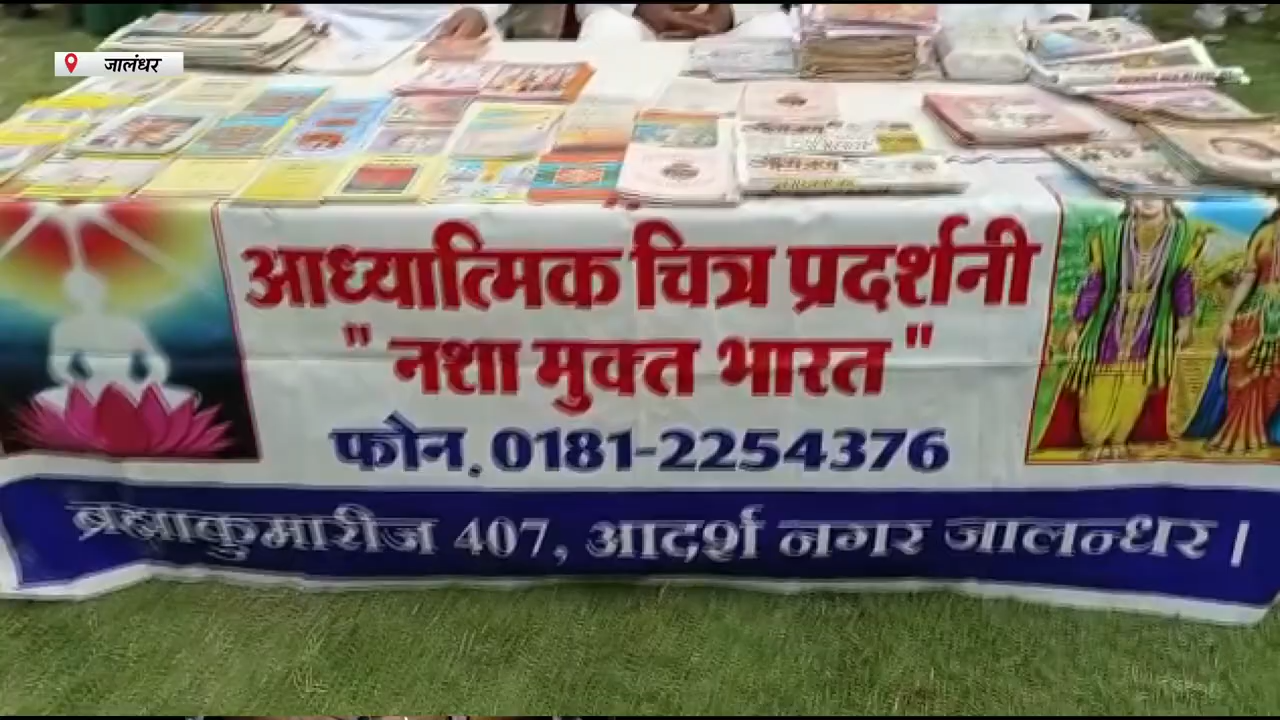 जालंधर
आध्यात्मिक चित्र प्रदर्शनी
" नशा मुक्त भारत "
फोन. 0181-2254376
ब्रह्माकुमारीज 407, आदर्श नगर जालन्धर |